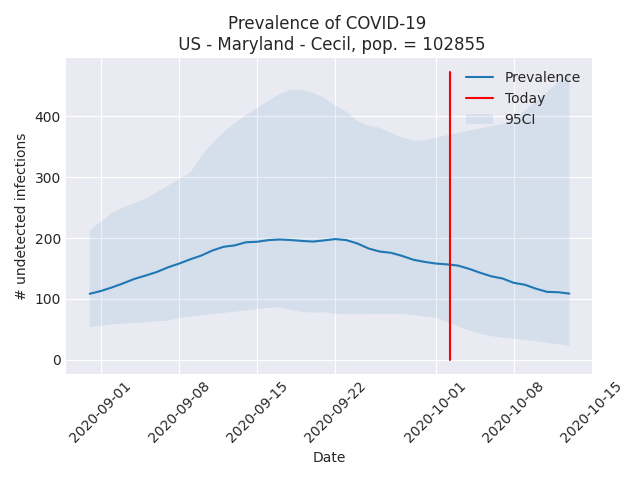 Prevalence of COVID-19
US - Maryland - Cecil, pop. = 102855
Prevalence
Today
95CI
# undetected infections
400
300
200
100
0
2020-09-01
2020-09-08
2020-09-15
2020-09-22
2020-10-01
2020-10-08
2020-10-15
Date